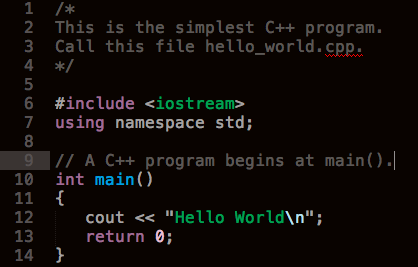 1 /*
2 This is the simplest C++ program.
3 Call this file hello_world.cpp.
4 */
5
6 #include <iostream>
7 using namespace std;
8
9 // A C++ program begins at main().
10 int main()
11 {
12    cout << "Hello World\n";
13    return 0;
14 }